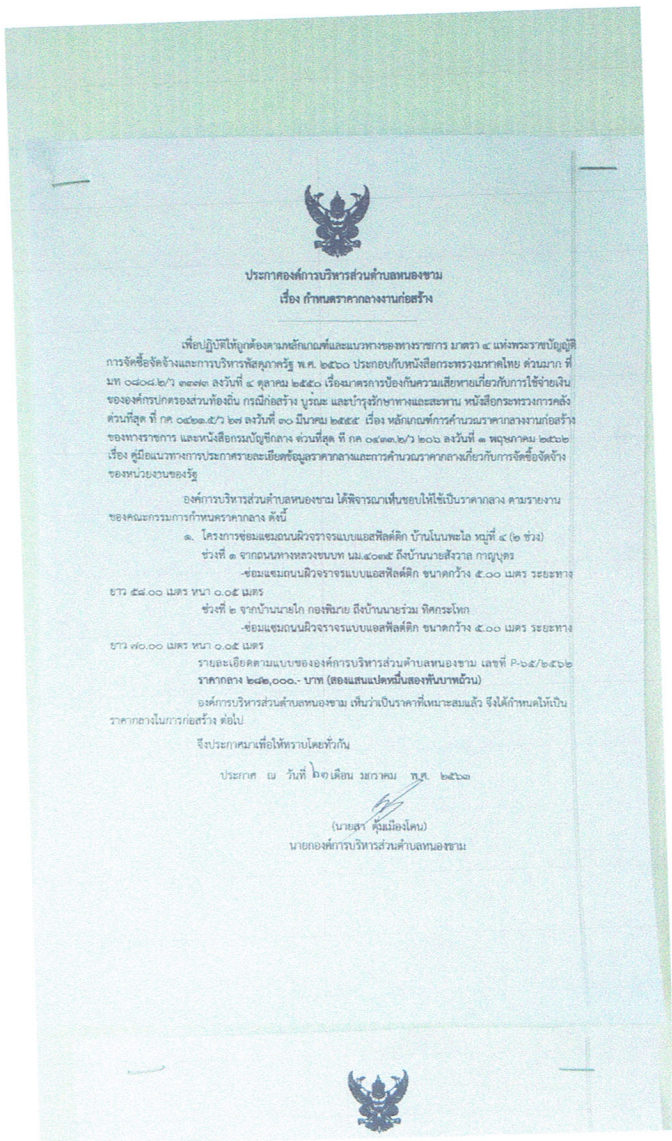 ประกาศองค์การบริหารส่วนตำบลหนองขาม
เรื่อง กำหนดราคากลางงานก่อสร้าง
เพื่อปฏิบัติให้ถูกต้องตามหลักเกณฑ์และแนวทางของทางราชการ มาตรา ๔ แห่งพระราชบัญญัติ
การจัดซื้อจัดจ้างและการบริหารพัสดุภาครัฐ พ.ศ. ๒๕๖๐ ประกอบกับหนังสือกระทรวงมหาดไทย ด่วนมาก ที่
มท ๐๘๐๘.๒/ว ๓๓๗๓ ลงวันที่ ๔ ตุลาคม ๒๕๕๐ เรื่องมาตรการป้องกันความเสียหายเกี่ยวกับการใช้จ่ายเงิน
ขององค์กรปกครองส่วนท้องถิ่น กรณีก่อสร้าง บูรณะ และบำรุงรักษาทางและสะพาน หนังสือกระทรวงการคลัง
ด่วนที่สุด ที่ กค ๐๔๒๑.๕/ว ๒๗ ลงวันที่ ๓๐ มีนาคม ๒๕๕๕ เรื่อง หลักเกณฑ์การคำนวณราคากลางงานก่อสร้าง
ของทางราชการ และหนังสือกรมบัญชีกลาง ด่วนที่สุด ที่ กค ๐๔๓๓.๒/ว ๒๐๖ ลงวันที่ ๑ พฤษภาคม ๒๕๖๒
เรื่อง คู่มือแนวทางการประกาศรายละเอียดข้อมูลราคากลางและการคำนวณราคากลางเกี่ยวกับการจัดซื้อจัดจ้าง
ของหน่วยงานของรัฐ
องค์การบริหารส่วนตำบลหนองขาม ได้พิจารณาเห็นชอบให้ใช้เป็นราคากลาง ตามรายงาน
ของคณะกรรมการกำหนดราคากลาง ดังนี้
๑. โครงการซ่อมแซมถนนผิวจราจรแบบแอสฟัลต์ติก บ้านโนนพะไล หมู่ที่ ๔ (๒ ช่วง)
ช่วงที่ ๑ จากถนนทางหลวงชนบท นม.๔๐๓๕ ถึงบ้านนายสังวาล กาญบุตร
-ซ่อมแซมถนนผิวจราจรแบบแอสฟัลต์ติก ขนาดกว้าง ๕.๐๐ เมตร ระยะทาง
ยาว ๕๘.๐๐ เมตร หนา ๐.๐๕ เมตร
ช่วงที่ ๒ จากบ้านนายไก กองพิมาย ถึงบ้านนายร่วม ทิศกระโทก
-ซ่อมแซมถนนผิวจราจรแบบแอสฟัลต์ติก ขนาดกว้าง ๕.๐๐ เมตร ระยะทาง
ยาว ๗๐.๐๐ เมตร หนา ๐.๐๕ เมตร
รายละเอียดตามแบบขององค์การบริหารส่วนตำบลหนองขาม เลขที่ P-๖๕/๒๕๖๒
ราคากลาง ๒๘๒,๐๐๐.- บาท (สองแสนแปดหมื่นสองพันบาทถ้วน)
องค์การบริหารส่วนตำบลหนองขาม เห็นว่าเป็นราคาที่เหมาะสมแล้ว จึงได้กำหนดให้เป็น
ราคากลางในการก่อสร้าง ต่อไป
จึงประกาศมาเพื่อให้ทราบโดยทั่วกัน
ประกาศ ณ วันที่ เดือน มกราคม พ.ศ. ๒๕๖๓
(นายสา ตุ้มเมืองโดน)
นายกองค์การบริหารส่วนตำบลหนองขาม